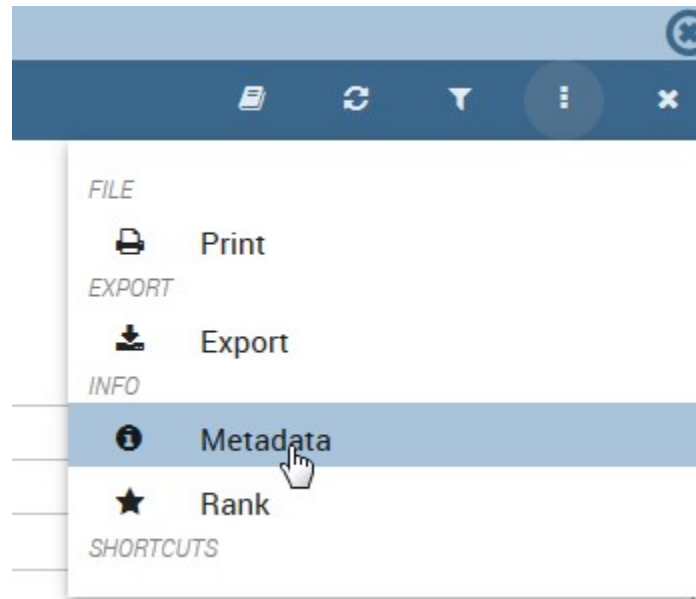 FILE
Print
EXPORT
Export
INFO
Metadata
Rank
SHORTCUTS